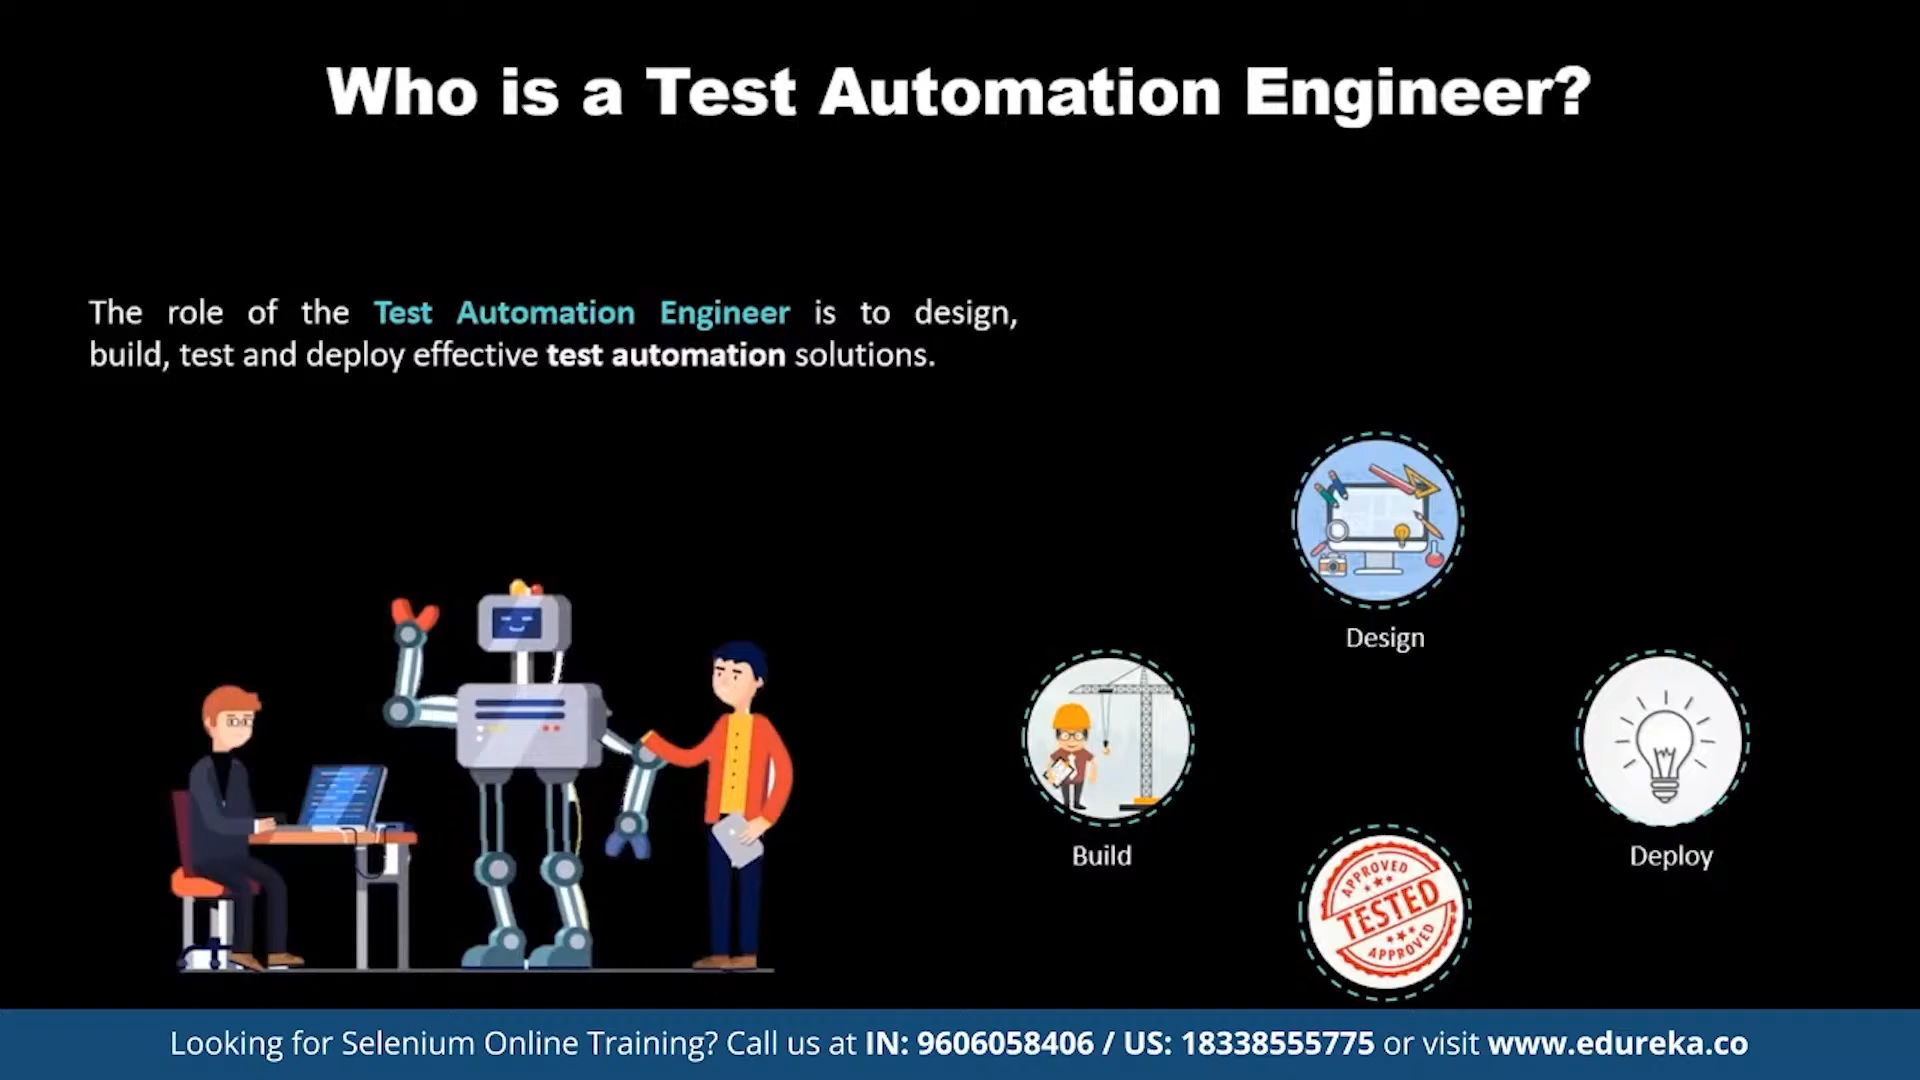 Who is a Test Automation Engineer?
The role of the Test Automation Engineer is to design,
build, test and deploy effective test automation solutions.
Design
Build
Deploy
APPROVED
TESTED
APPROVED
Looking for Selenium Online Training? Call us at IN: 9606058406 / US: 18338555775 or visit www.edureka.co